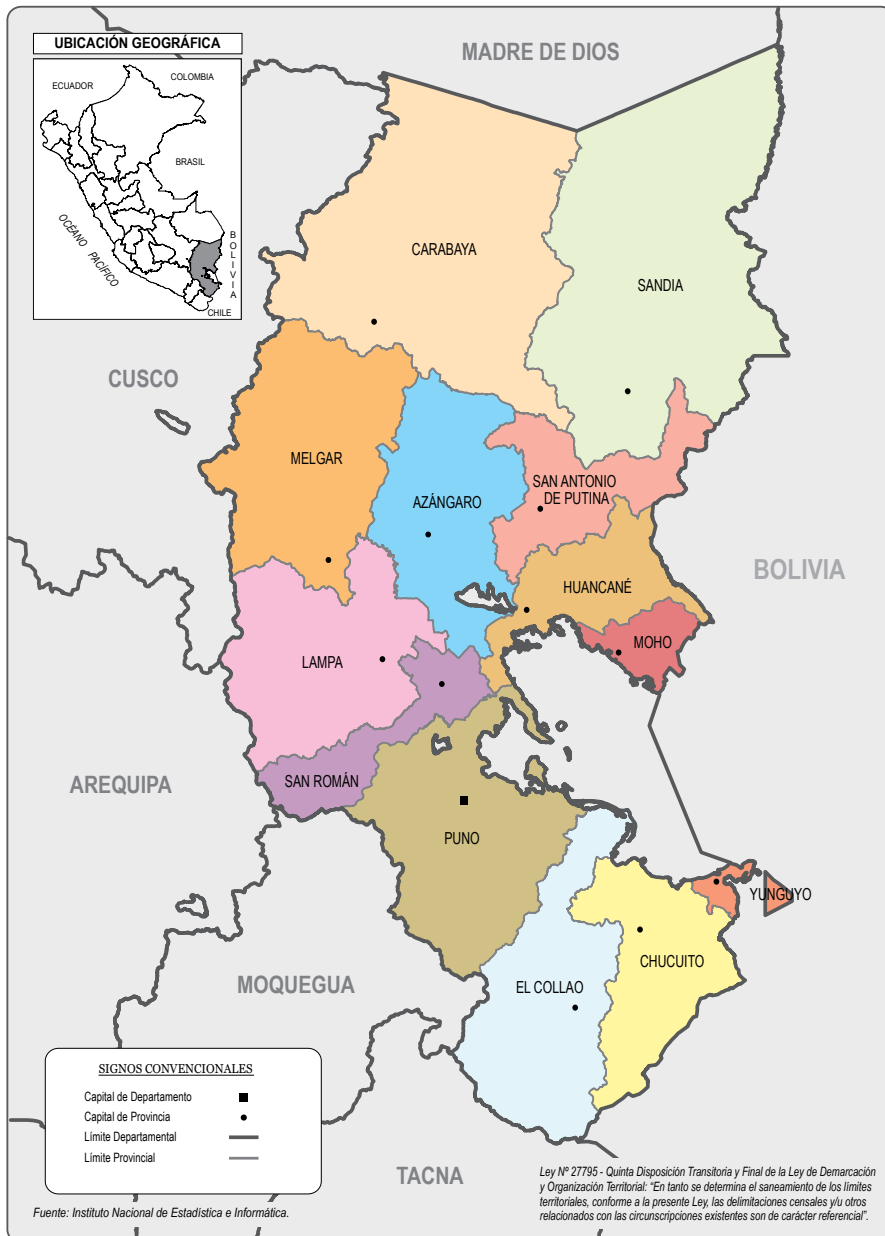 UBICACIÓN GEOGRÁFICA
ECUADOR
COLOMBIA
BRASIL
OCÉANO PACÍFICO
BOLIVIA
CHILE
MADRE DE DIOS
CARABAYA
SANDIA
CUSCO
MELGAR
AZÁNGARO
SAN ANTONIO
DE PUTINA
BOLIVIA
HUANCANÉ
MOHO
LAMPA
AREQUIPA
SAN ROMÁN
PUNO
YUNGUYO
CHUCUITO
MOQUEGUA
EL COLLAO
SIGNOS CONVENCIONALES
Capital de Departamento
Capital de Provincia
Límite Departamental
Límite Provincial
TACNA
Fuente: Instituto Nacional de Estadística e Informática.
Ley Nº 27795 - Quinta Disposición Transitoria y Final de la Ley de Demarcación
y Organización Territorial: “En tanto se determina el saneamiento de los límites
territoriales, conforme a la presente Ley, las delimitaciones censales y/u otros
relacionados con las circunscripciones existentes son de carácter referencial”.